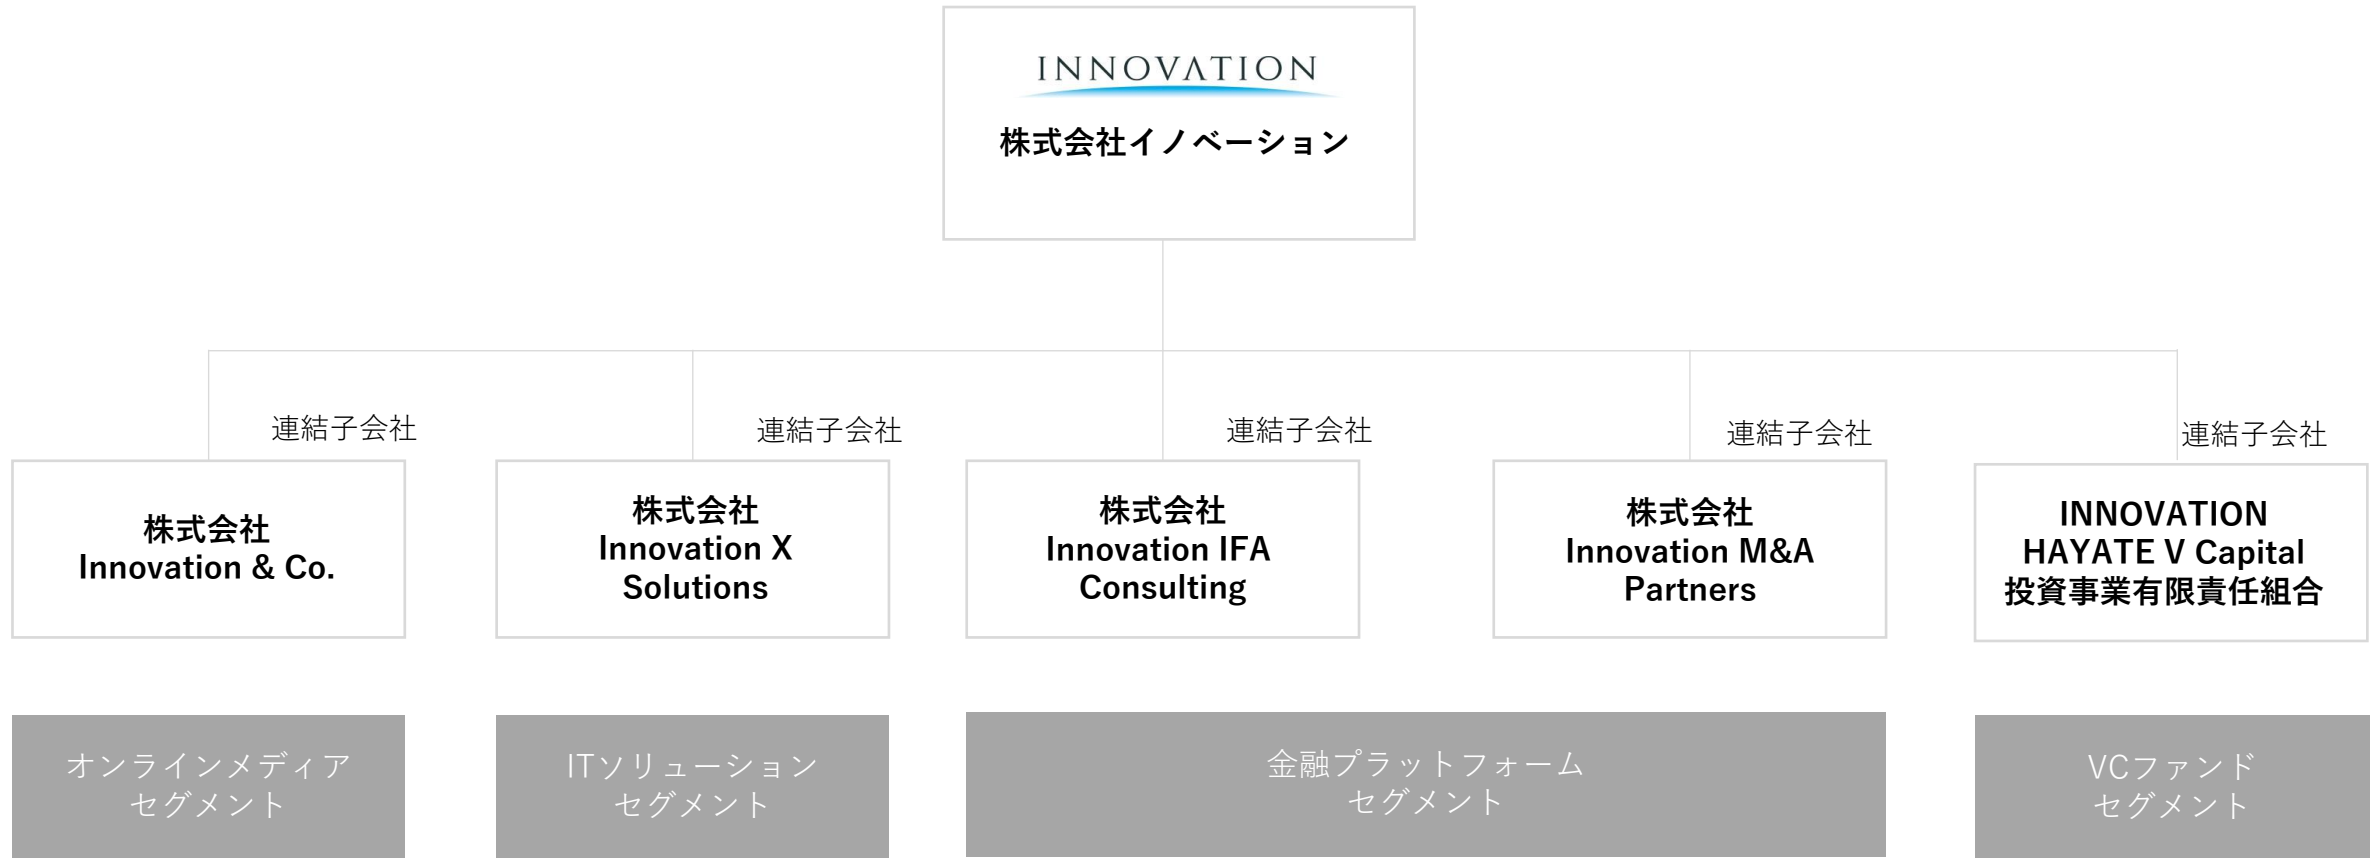 INNOVATION
株式会社イノベーション
連結子会社
連結子会社
連結子会社
連結子会社
連結子会社
株式会社
Innovation & Co.
株式会社
Innovation X
Solutions
株式会社
Innovation IFA
Consulting
株式会社
Innovation M&A
Partners
INNOVATION
HAYATE V Capital
投資事業有限責任組合
オンラインメディア
セグメント
ITソリューション
セグメント
金融プラットフォーム
セグメント
VCファンド
セグメント